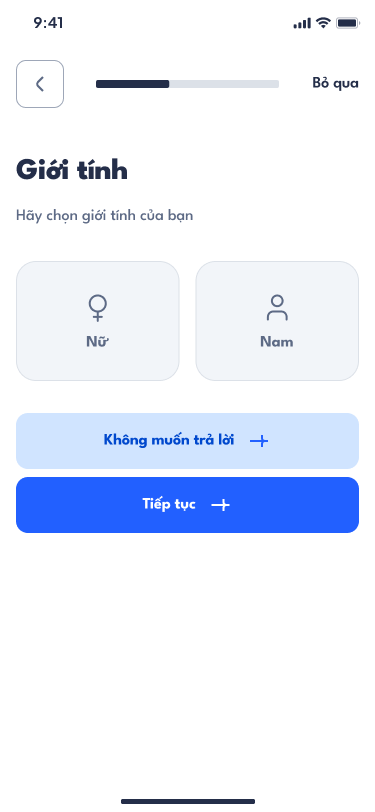 9:41
Bỏ qua
Giới tính
Hãy chọn giới tính của bạn
Nữ
Nam
Không muốn trả lời
Tiếp tục